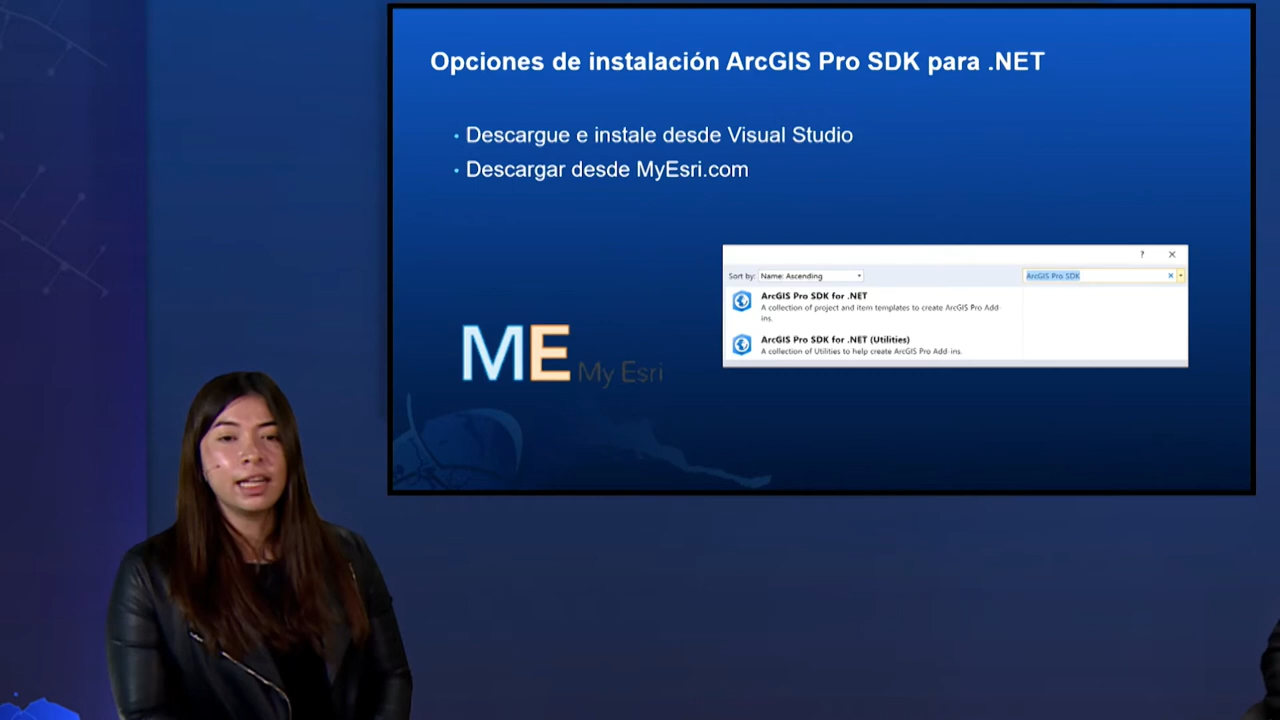 Opciones de instalación ArcGIS Pro SDK para .NET
• Descargue e instale desde Visual Studio
• Descargar desde MyEsri.com
? ×
Sort by: Name: Ascending
ArcGIS Pro SDK
ArcGIS Pro SDK for .NET
A collection of project and item templates to create ArcGIS Pro Add-
ins.
ArcGIS Pro SDK for .NET (Utilities)
A collection of Utilities to help create ArcGIS Pro Add-ins.
ME My Esri